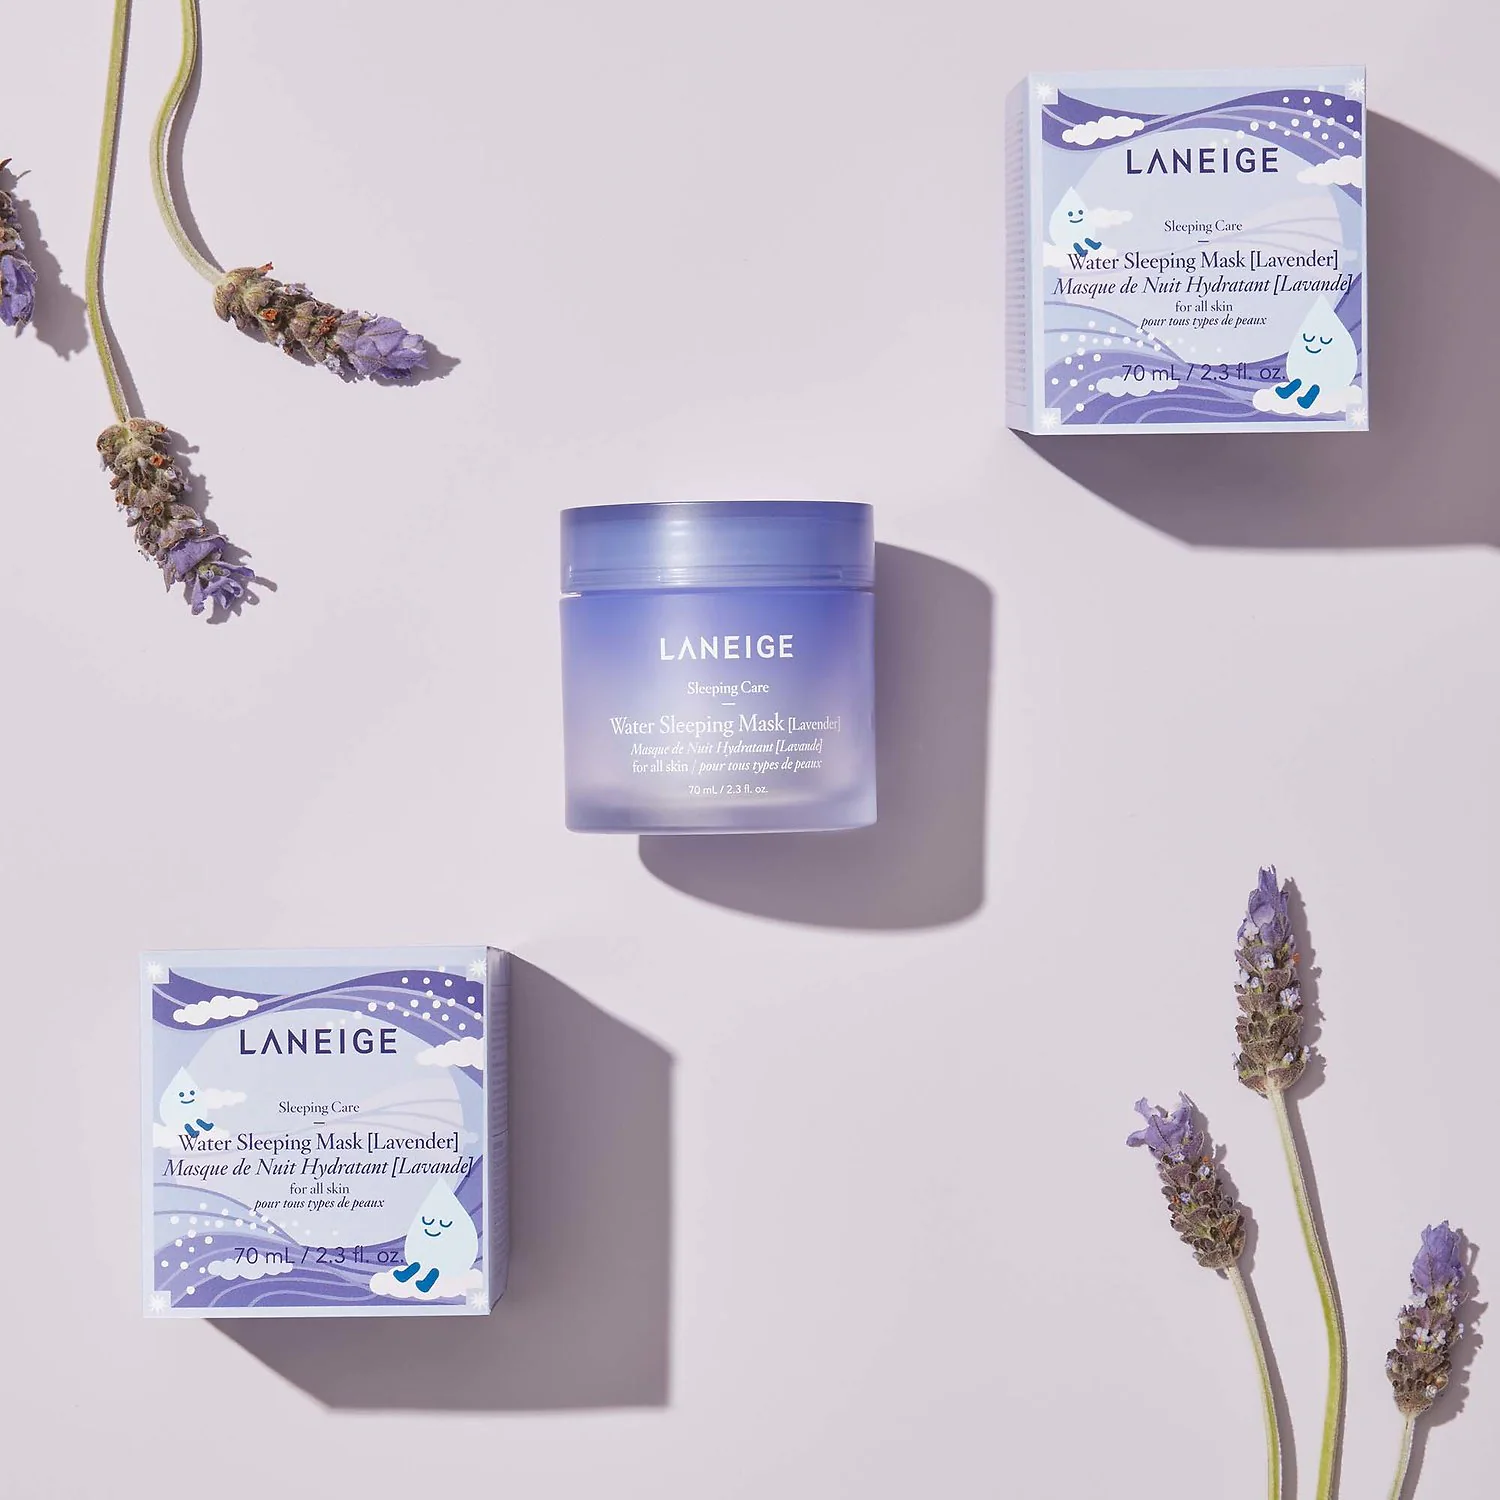 LANEIGE
Sleeping Care
Water Sleeping Mask [Lavender]
Masque de Nuit Hydratant [Lavande]
for all skin
pour tous types de peaux
70 mL / 2.3 fl. oz.
LANEIGE
Sleeping Care
Water Sleeping Mask [Lavender]
Masque de Nuit Hydratant [Lavande]
for all skin / pour tous types de peaux
70 mL / 2.3 fl. oz.
LANEIGE
Sleeping Care
Water Sleeping Mask [Lavender]
Masque de Nuit Hydratant [Lavande]
for all skin
pour tous types de peaux
70 mL / 2.3 fl. oz.